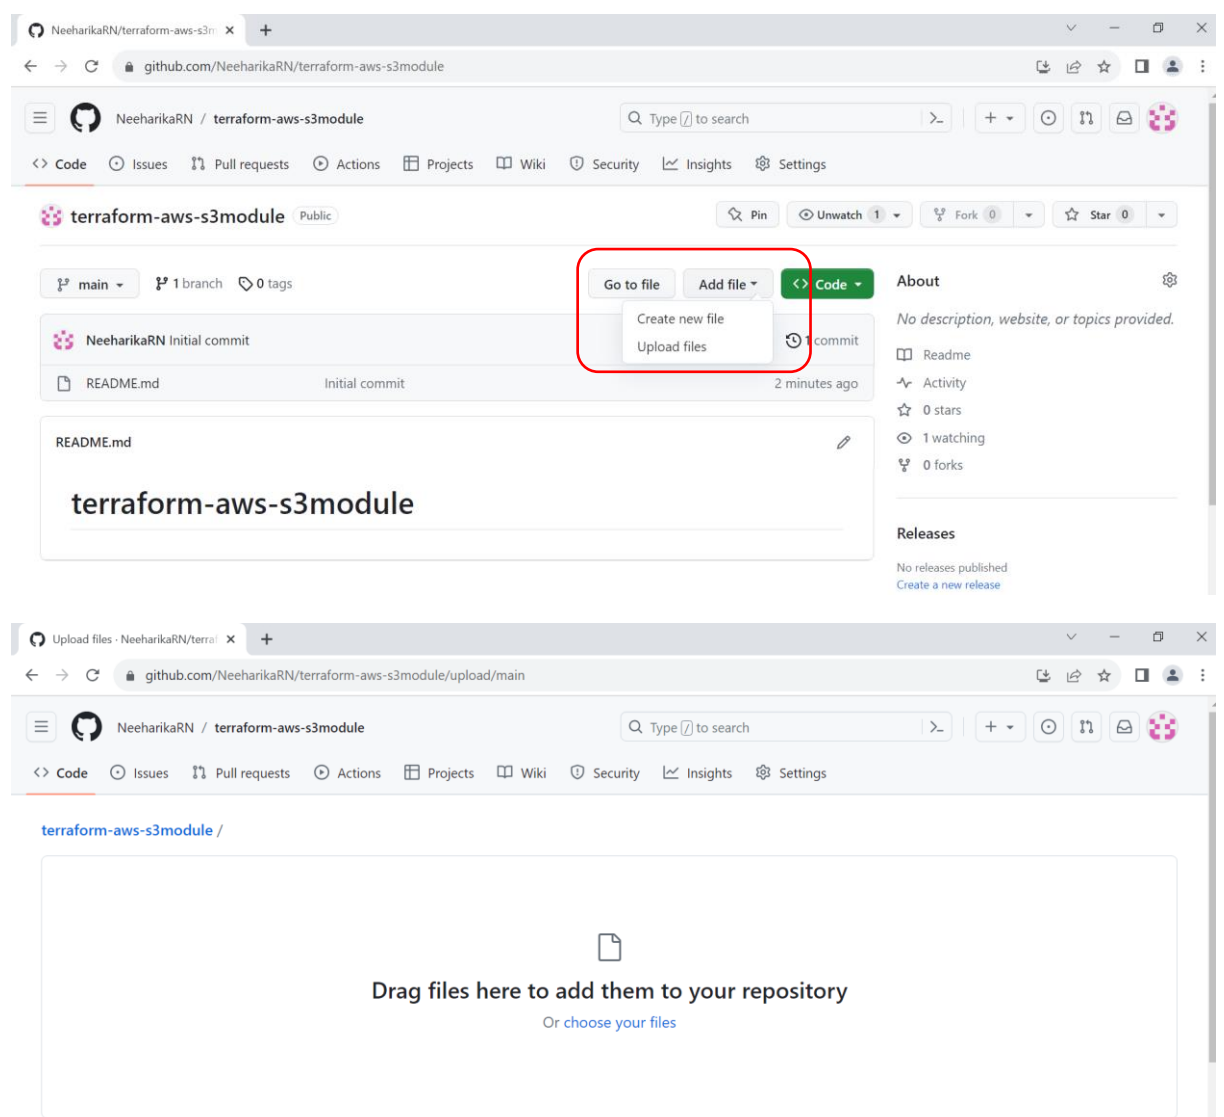 NeeharikaRN/terraform-aws-s3m
github.com/NeeharikaRN/terraform-aws-s3module
NeeharikaRN / terraform-aws-s3module
Type / to search
Code Issues Pull requests Actions Projects Wiki Security Insights Settings
terraform-aws-s3module Public
Pin Unwatch 1 Fork 0 Star 0
main 1 branch 0 tags
Go to file Add file Code
Create new file
Upload files
NeeharikaRN Initial commit
1 commit
README.md Initial commit 2 minutes ago
README.md
terraform-aws-s3module
About
No description, website, or topics provided.
Readme
Activity
0 stars
1 watching
0 forks
Releases
No releases published
Create a new release
Upload files · NeeharikaRN/terraf
github.com/NeeharikaRN/terraform-aws-s3module/upload/main
NeeharikaRN / terraform-aws-s3module
Type / to search
Code Issues Pull requests Actions Projects Wiki Security Insights Settings
terraform-aws-s3module /
Drag files here to add them to your repository
Or choose your files